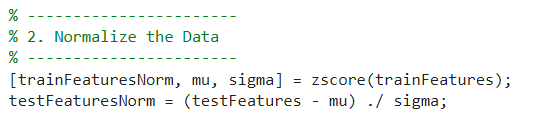 % ------------------------
% 2. Normalize the Data
% ------------------------
[trainFeaturesNorm, mu, sigma] = zscore(trainFeatures);
testFeaturesNorm = (testFeatures - mu) ./ sigma;